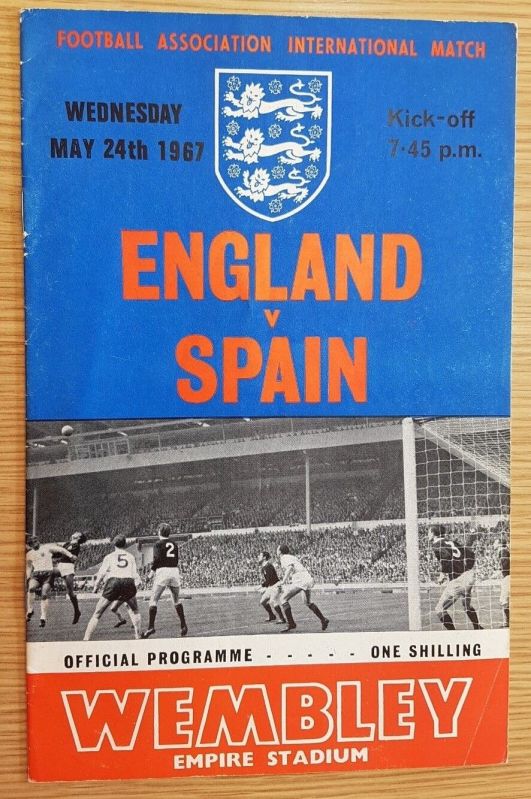 FOOTBALL ASSOCIATION INTERNATIONAL MATCH
WEDNESDAY
MAY 24th 1967
Kick-off
7·45 p.m.
ENGLAND
v
SPAIN
5
2
3
OFFICIAL PROGRAMME - - - - - ONE SHILLING
WEMBLEY
EMPIRE STADIUM